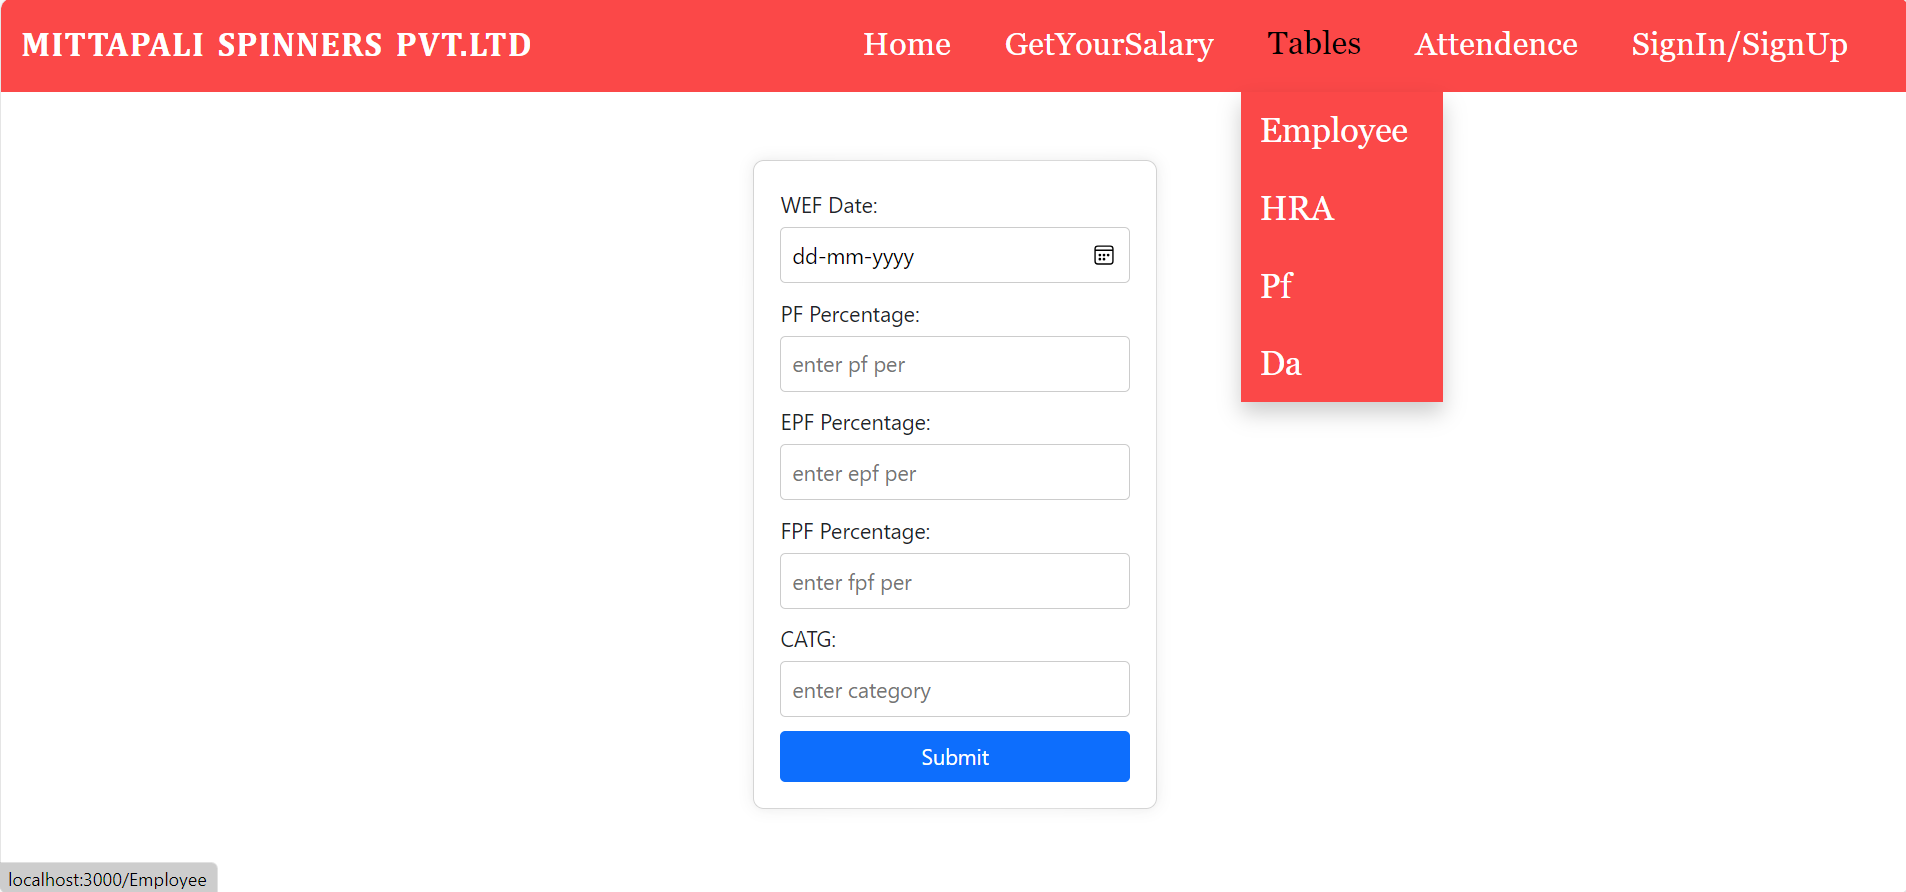 MITTAPALI SPINNERS PVT.LTD
Home GetYourSalary Tables Attendence SignIn/SignUp
Employee
HRA
Pf
Da
WEF Date:
dd-mm-yyyy
PF Percentage:
enter pf per
EPF Percentage:
enter epf per
FPF Percentage:
enter fpf per
CATG:
enter category
Submit
localhost:3000/Employee